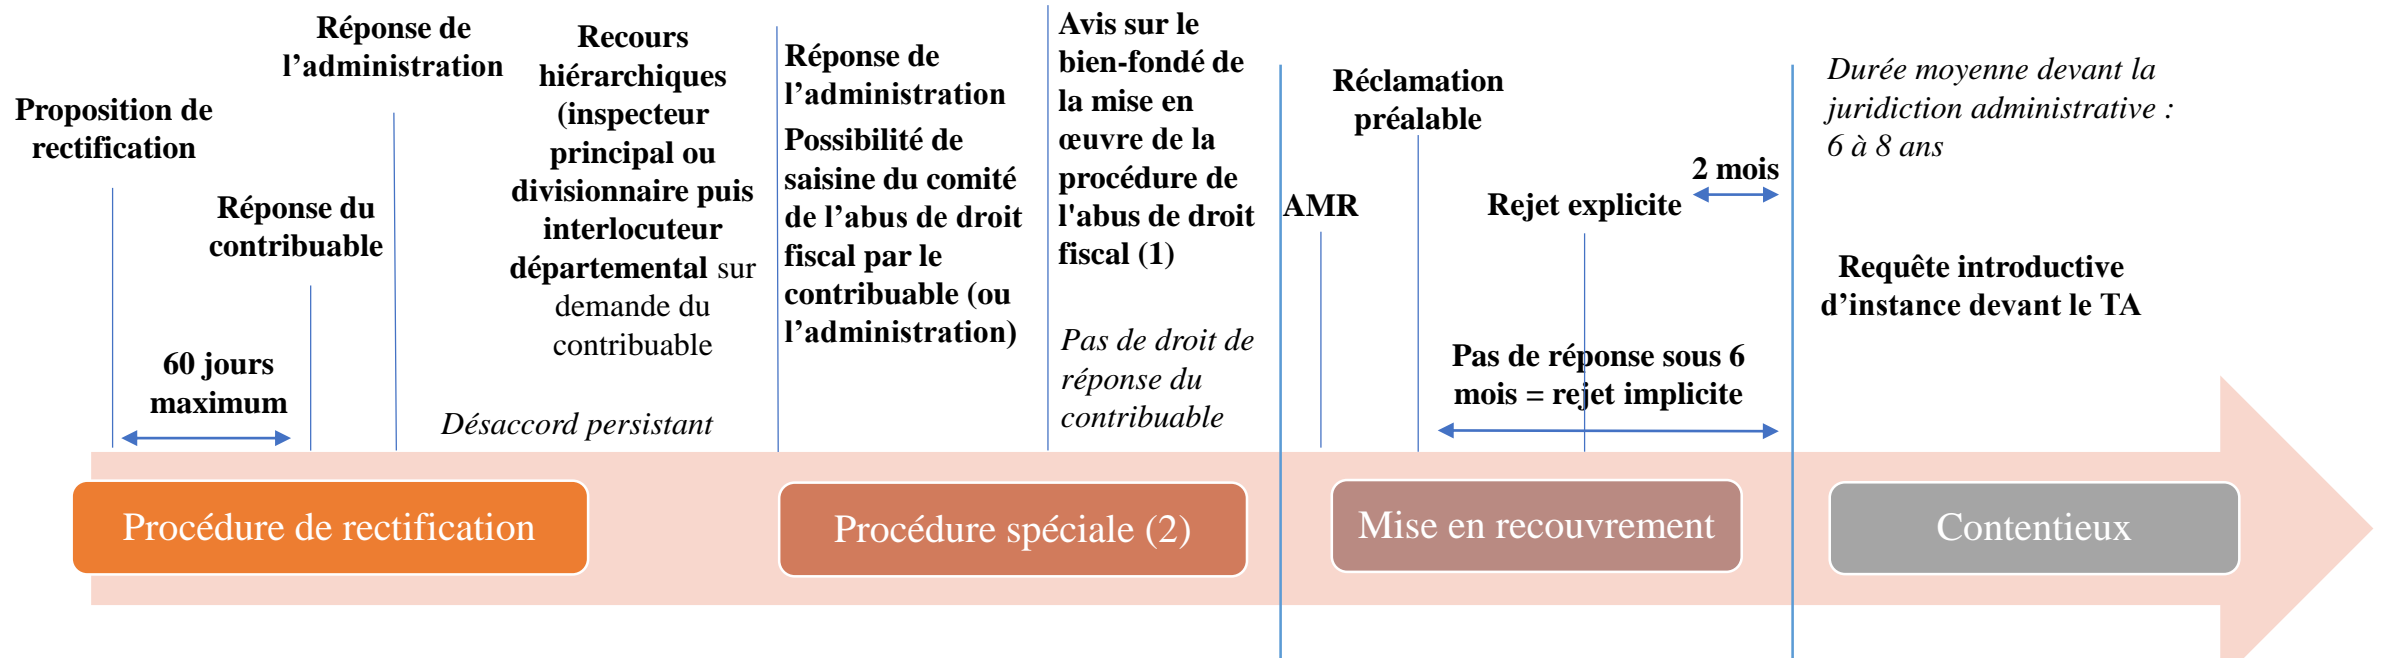 Proposition de
rectification
60 jours
maximum
Réponse du
contribuable
Réponse de
l’administration
Recours
hiérarchiques
(inspecteur
principal ou
divisionnaire puis
interlocuteur
départemental sur
demande du
contribuable
Désaccord persistant
Réponse de
l’administration
Possibilité de
saisine du comité
de l’abus de droit
fiscal par le
contribuable (ou
l’administration)
Avis sur le
bien-fondé de
la mise en
œuvre de la
procédure de
l'abus de droit
fiscal (1)
Pas de droit de
réponse du
contribuable
AMR
Réclamation
préalable
Rejet explicite
2 mois
Pas de réponse sous 6
mois = rejet implicite
Durée moyenne devant la
juridiction administrative :
6 à 8 ans
Requête introductive
d’instance devant le TA
Procédure de rectification
Procédure spéciale (2)
Mise en recouvrement
Contentieux